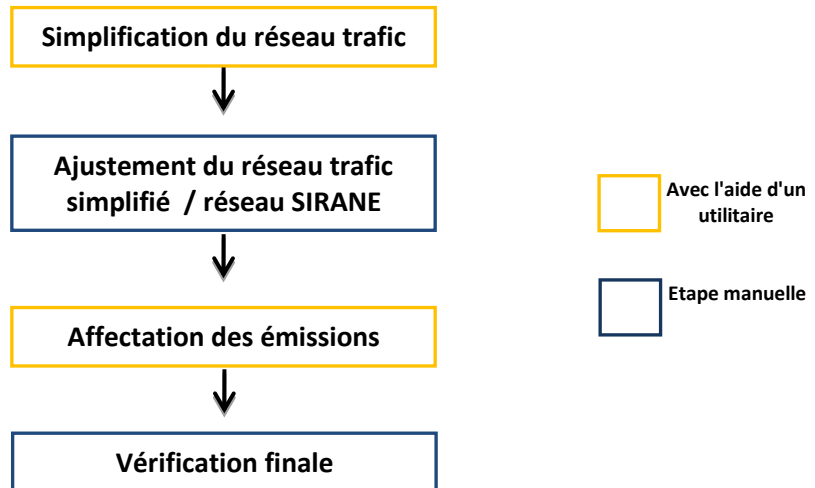 Simplification du réseau trafic
Ajustement du réseau trafic
simplifié / réseau SIRANE
Affectation des émissions
Vérification finale
Avec l'aide d'un
utilitaire
Etape manuelle